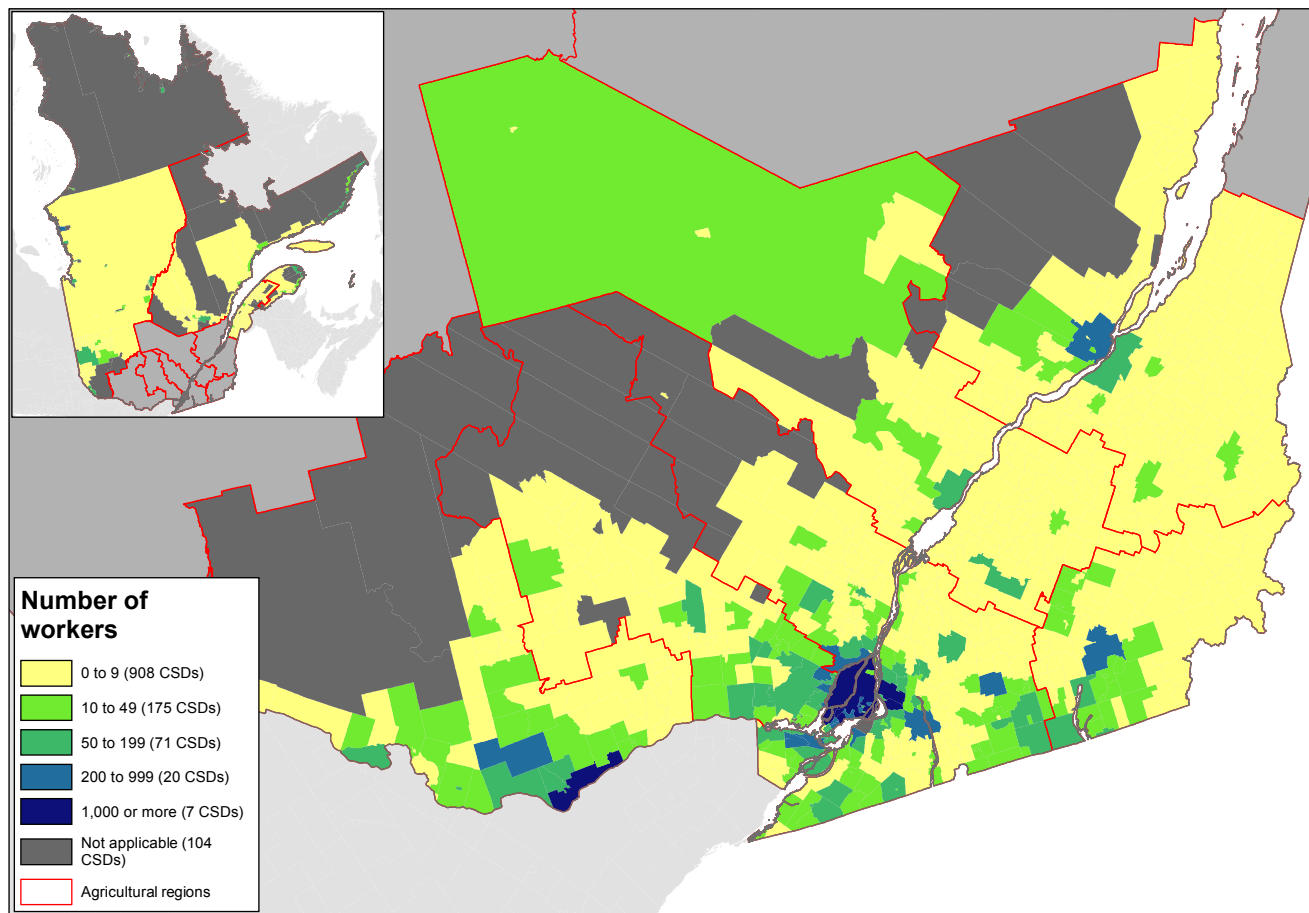 Number of
workers
0 to 9 (908 CSDs)
10 to 49 (175 CSDs)
50 to 199 (71 CSDs)
200 to 999 (20 CSDs)
1,000 or more (7 CSDs)
Not applicable (104
CSDs)
Agricultural regions